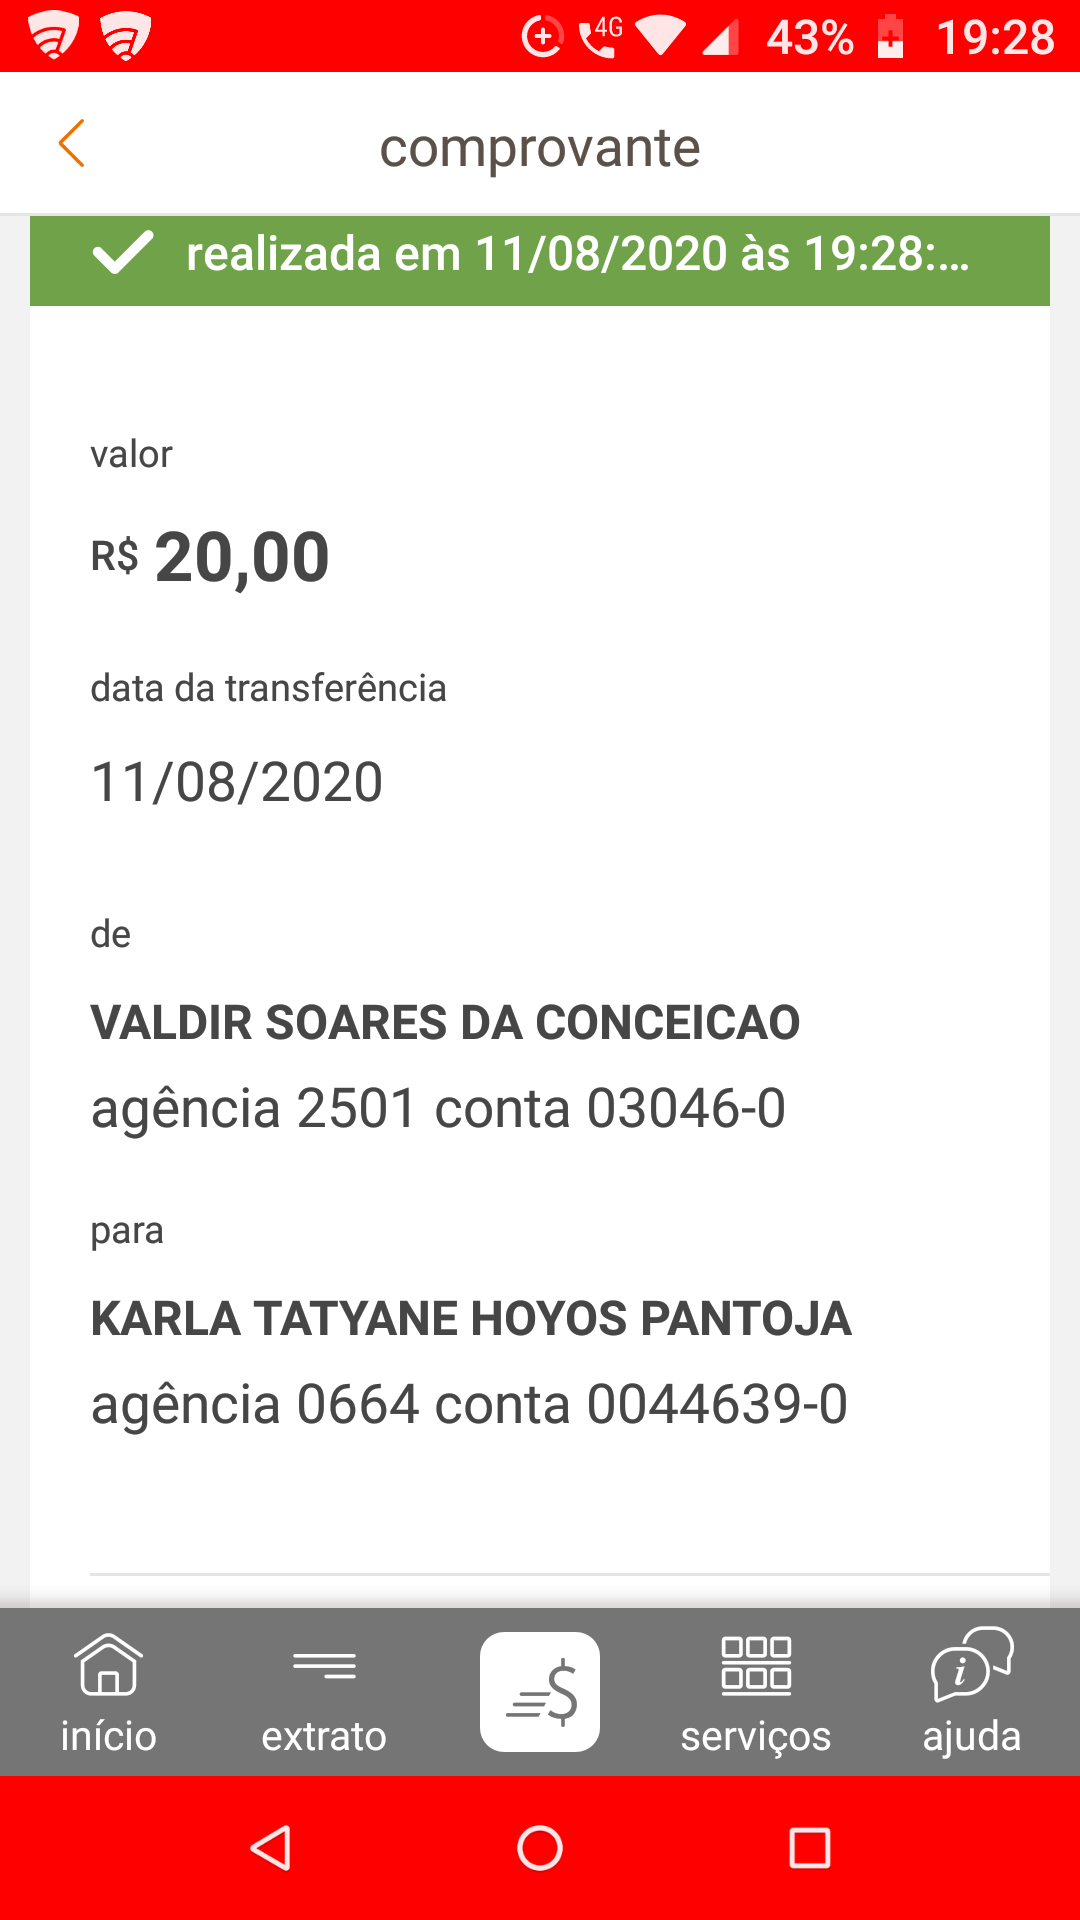 4G 43% 19:28
comprovante
realizada em 11/08/2020 às 19:28:...
valor
R$ 20,00
data da transferência
11/08/2020
de
VALDIR SOARES DA CONCEICAO
agência 2501 conta 03046-0
para
KARLA TATYANE HOYOS PANTOJA
agência 0664 conta 0044639-0
início extrato serviços ajuda